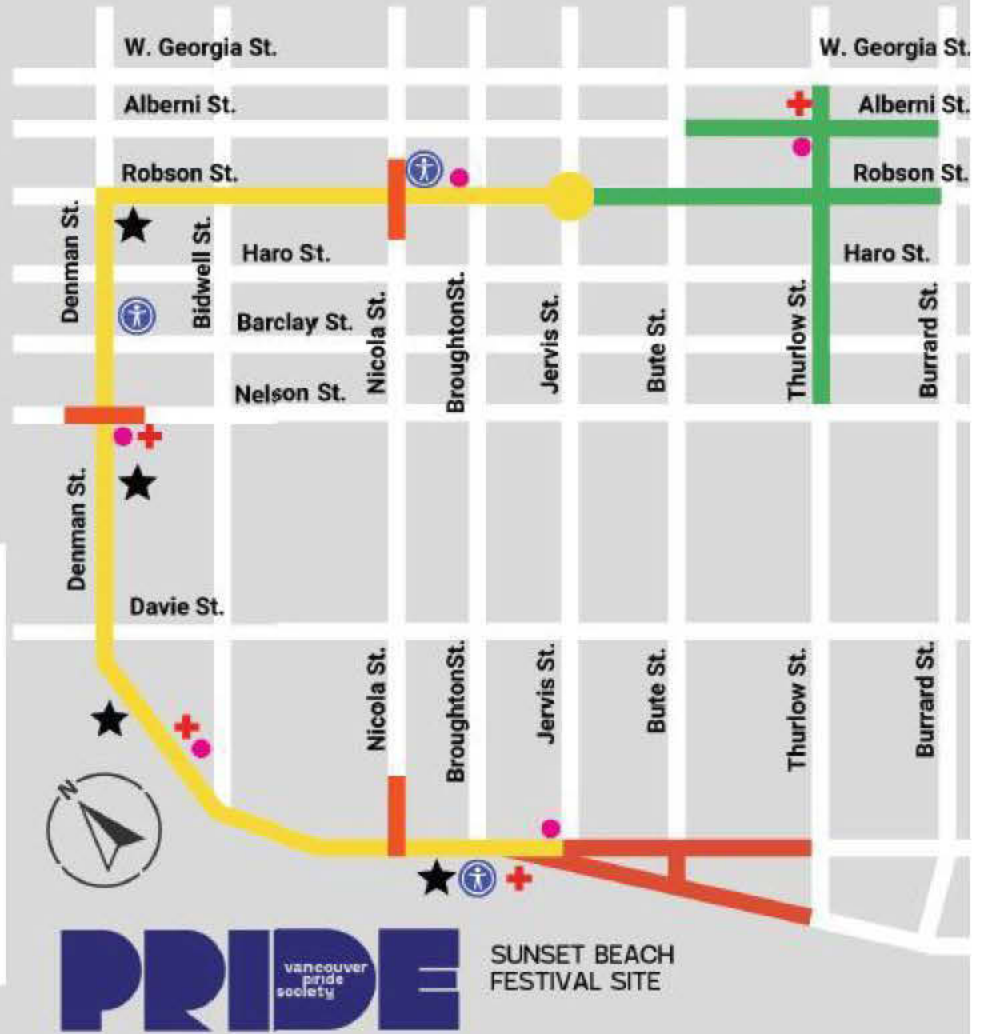 W. Georgia St.
W. Georgia St.
Alberni St.
Alberni St.
Robson St.
Robson St.
Denman St.
Bidwell St.
Haro St.
Haro St.
Barclay St.
Nelson St.
Nicola St.
BroughtonSt.
Jervis St.
Bute St.
Thurlow St.
Burrard St.
Denman St.
Davie St.
Nicola St.
BroughtonSt.
Jervis St.
Bute St.
Thurlow St.
Burrard St.
N
PRIDE
vancouver
pride
society
SUNSET BEACH
FESTIVAL SITE